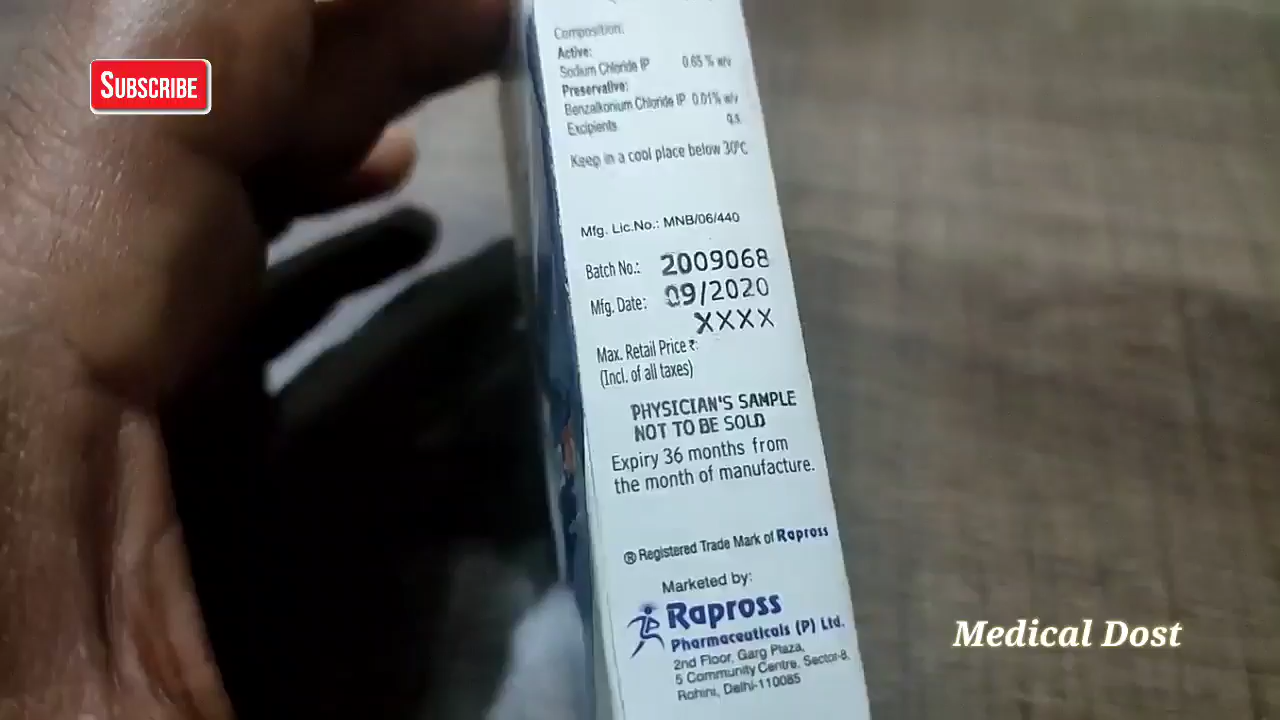 SUBSCRIBE
Composition:
Active:
Sodium Chloride IP 0.65 % w/v
Preservative:
Benzalkonium Chloride IP 0.01% w/v
Excipients q.s.
Keep in a cool place below 30°C
Mfg. Lic.No.: MNB/06/440
Batch No.: 2009068
Mfg. Date: 09/2020
XXXX
Max. Retail Price ₹:
(Incl. of all taxes)
PHYSICIAN'S SAMPLE
NOT TO BE SOLD
Expiry 36 months from
the month of manufacture.
® Registered Trade Mark of Rapross
Marketed by:
Rapross
Pharmaceuticals (P) Ltd.
2nd Floor, Garg Plaza,
5 Community Centre, Sector-8,
Rohini, Delhi-110085
Medical Dost